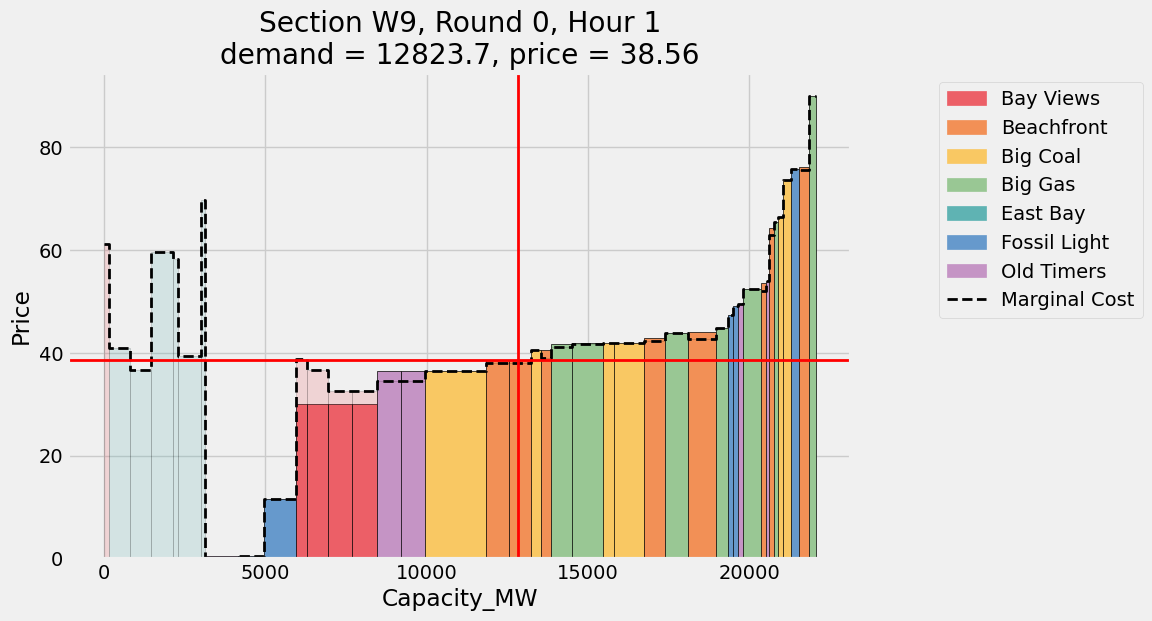 Section W9, Round 0, Hour 1
demand = 12823.7, price = 38.56
Price
80
60
40
20
0
0
5000
10000
15000
20000
Capacity_MW
Bay Views
Beachfront
Big Coal
Big Gas
East Bay
Fossil Light
Old Timers
Marginal Cost